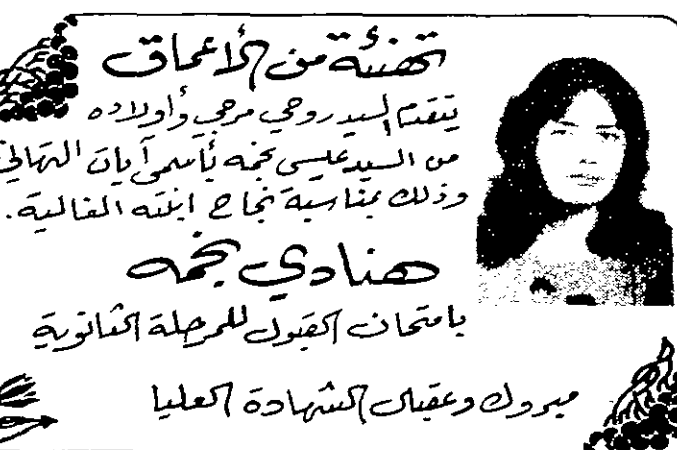 تهنئة من الأعماق
يتقدم السيد روحي مرجي وأولاده
من السيد عيسى نجمه بأسمى آيات التهاني
وذلك بمناسبة نجاح ابنته الغالية.
هنادي نجمه
بامتحان القبول للمرحلة الثانوية
مبروك وعقبال الشهادة العليا